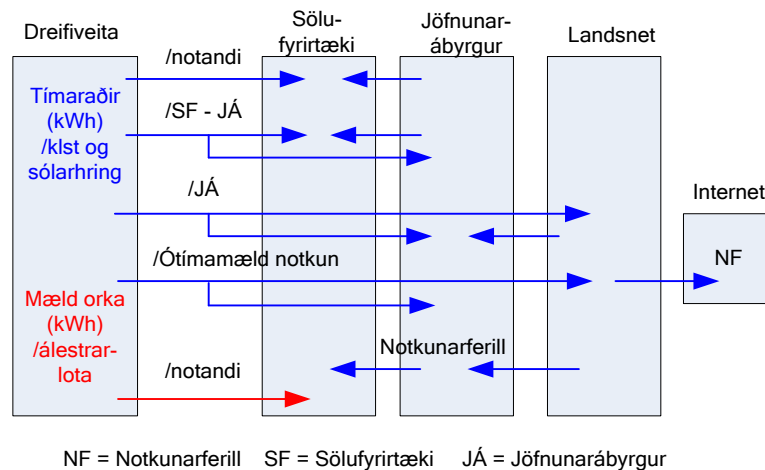 Dreifiveita
Sölu-
fyrirtæki
Jöfnunar-
ábyrgur
Landsnet
/notandi
Tímaraðir
(kWh)
/klst og
sólarhring
/SF - JÁ
/JÁ
Internet
/Ótímamæld notkun
NF
Mæld orka
(kWh)
/álestrar-
lota
Notkunarferill
/notandi
NF = Notkunarferill SF = Sölufyrirtæki JÁ = Jöfnunarábyrgur